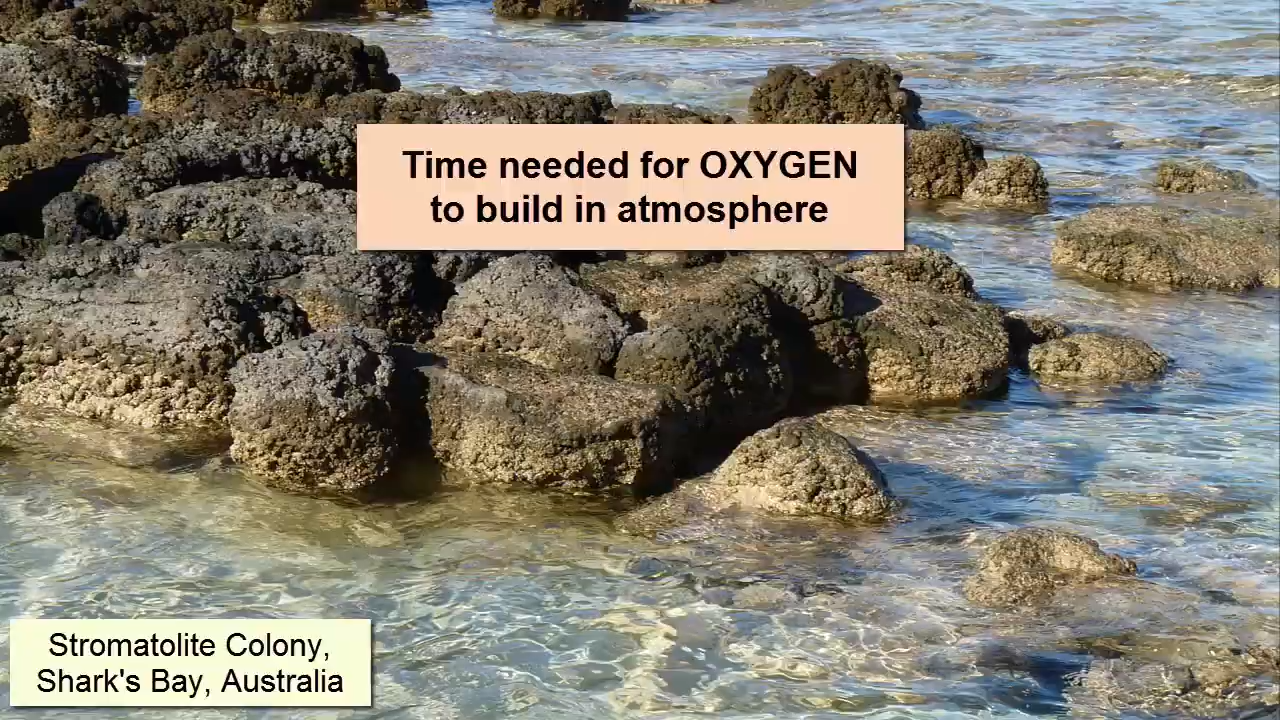 Time needed for OXYGEN
to build in atmosphere
Stromatolite Colony,
Shark's Bay, Australia